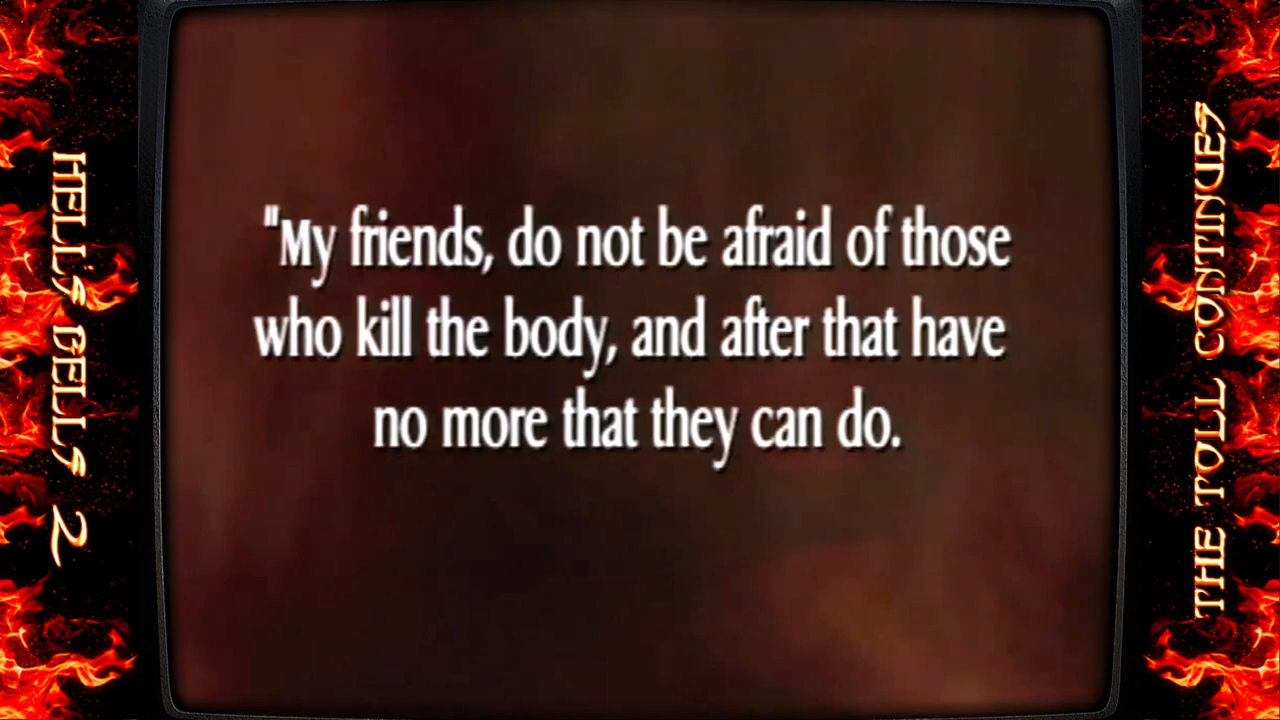 HELL'S BELLS 2
"My friends, do not be afraid of those
who kill the body, and after that have
no more that they can do.
THE TOLL CONTINUES